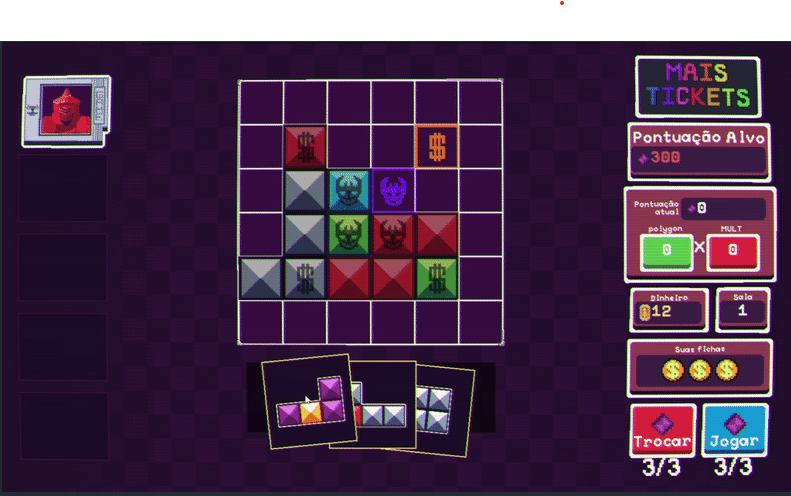 MAIS
TICKETS
Pontuação Alvo
300
Pontuação
atual
0
polygon
MULT
0
X
0
Dinheiro
12
Sala
1
Suas fichas
Trocar
Jogar
3/3
3/3